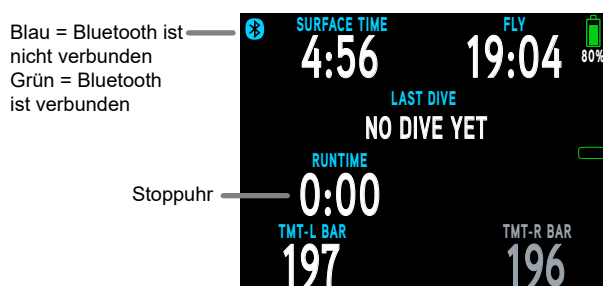 Blau = Bluetooth ist
nicht verbunden
Grün = Bluetooth
ist verbunden
SURFACE TIME
4:56
FLY
19:04
80%
LAST DIVE
NO DIVE YET
RUNTIME
Stoppuhr
0:00
TMT-L BAR
197
TMT-R BAR
196